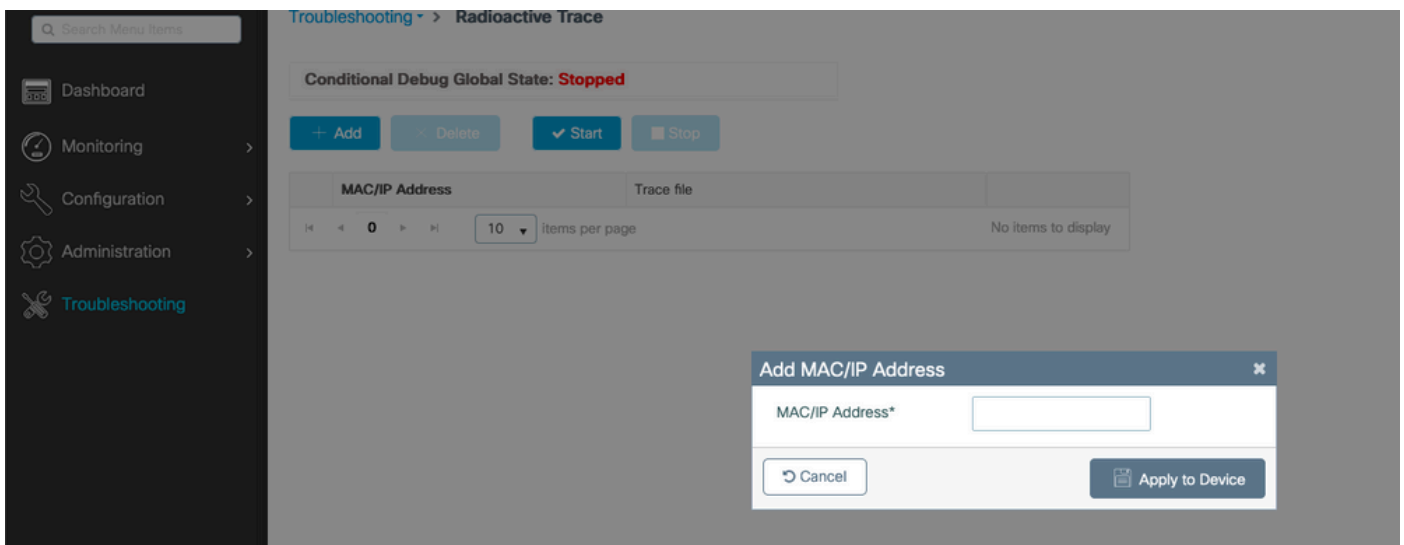 Search Menu Items
Troubleshooting > Radioactive Trace
Dashboard
Monitoring
Configuration
Administration
Troubleshooting
Conditional Debug Global State: Stopped
+ Add
× Delete
✔ Start
Stop
MAC/IP Address Trace file
0 10 items per page No items to display
Add MAC/IP Address ✖
MAC/IP Address*
Cancel Apply to Device